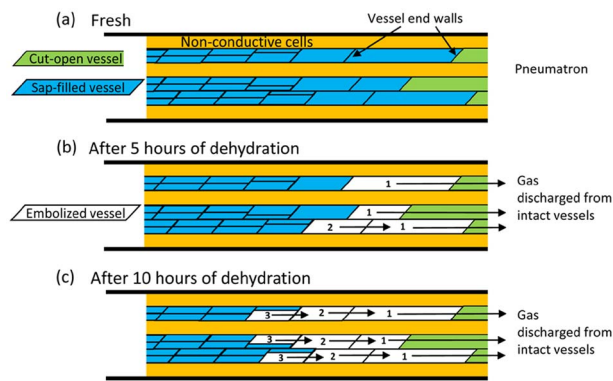 (a) Fresh
Vessel end walls
Non-conductive cells
Cut-open vessel
Sap-filled vessel
Pneumatron
(b) After 5 hours of dehydration
Embolized vessel
1
1
2 1
Gas
discharged from
intact vessels
(c) After 10 hours of dehydration
3 2 1
3 2 1
3 2 1
Gas
discharged from
intact vessels